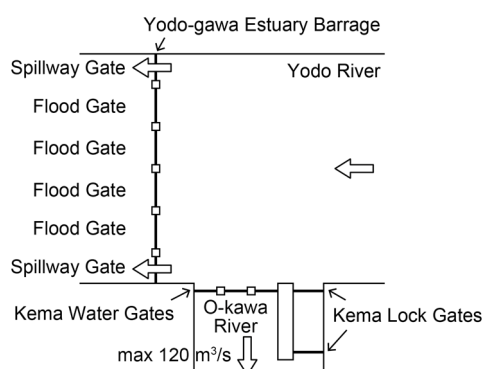 Yodo-gawa Estuary Barrage
Spillway Gate
Yodo River
Flood Gate
Flood Gate
Flood Gate
Flood Gate
Spillway Gate
Kema Water Gates
O-kawa
River
Kema Lock Gates
max 120 m³/s